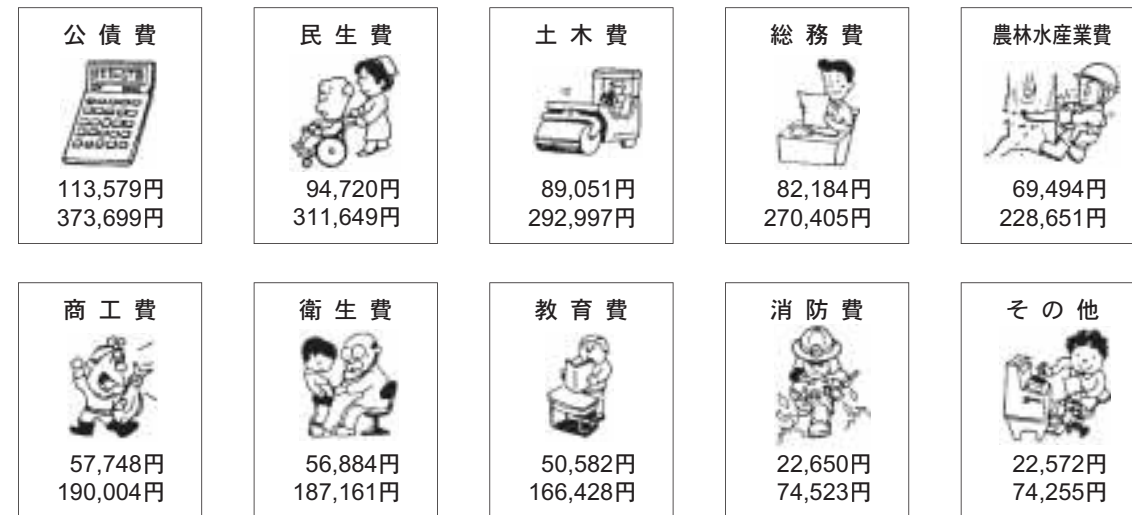 公債費
113,579円
373,699円
民生費
94,720円
311,649円
土木費
89,051円
292,997円
総務費
82,184円
270,405円
農林水産業費
69,494円
228,651円
商工費
57,748円
190,004円
衛生費
56,884円
187,161円
教育費
50,582円
166,428円
消防費
22,650円
74,523円
その他
22,572円
74,255円